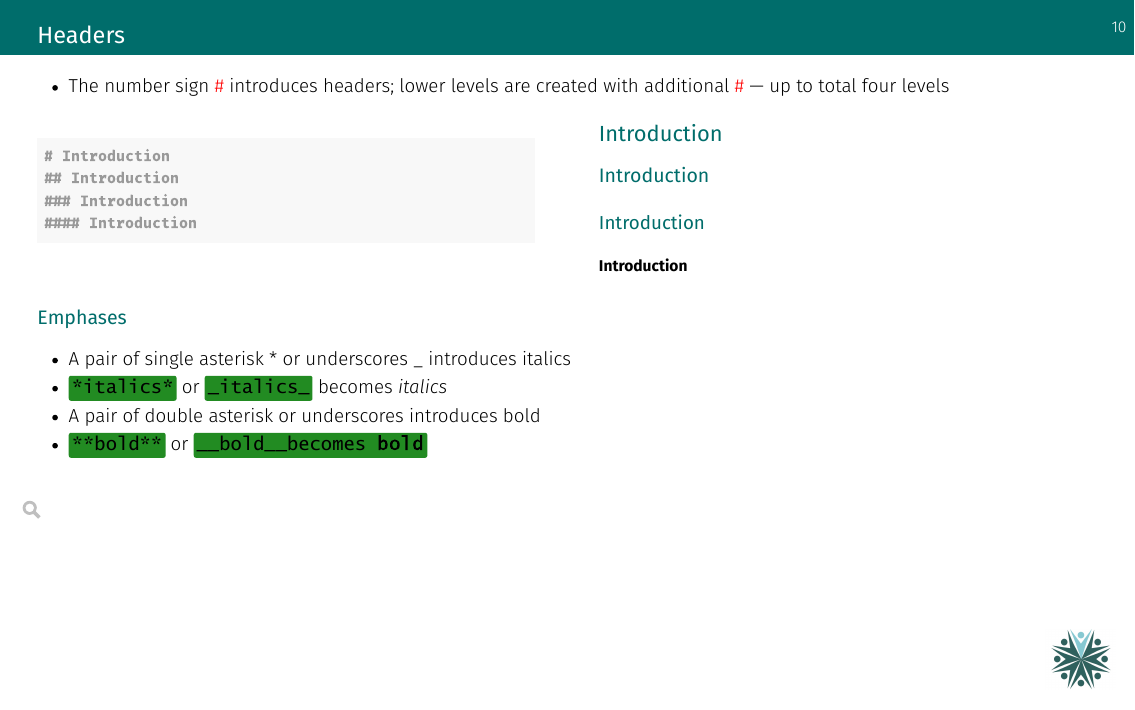 Headers
10
• The number sign # introduces headers; lower levels are created with additional # — up to total four levels
# Introduction
## Introduction
### Introduction
#### Introduction
Introduction
Introduction
Introduction
Introduction
Emphases
• A pair of single asterisk * or underscores _ introduces italics
• *italics* or _italics_ becomes italics
• A pair of double asterisk or underscores introduces bold
• **bold** or __bold__becomes bold